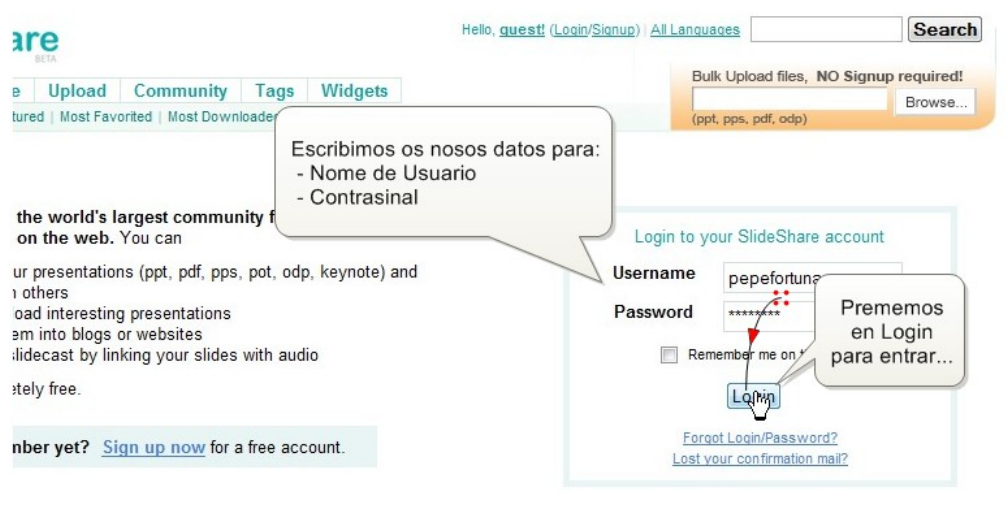 Hello, guest! (Login/Signup) | All Languages Search
are
BETA
Bulk Upload files, NO Signup required!
Browse...
(ppt, pps, pdf, odp)
e Upload Community Tags Widgets
tured | Most Favorited | Most Downloaded
Escribimos os nosos datos para:
- Nome de Usuario
- Contrasinal
the world's largest community f
on the web. You can
ur presentations (ppt, pdf, pps, pot, odp, keynote) and
n others
oad interesting presentations
em into blogs or websites
slidecast by linking your slides with audio
etely free.
mber yet? Sign up now for a free account.
Login to your SlideShare account
Username pepefortuna
Password ********
Remember me on t
Login
Forgot Login/Password?
Lost your confirmation mail?
Prememos
en Login
para entrar...